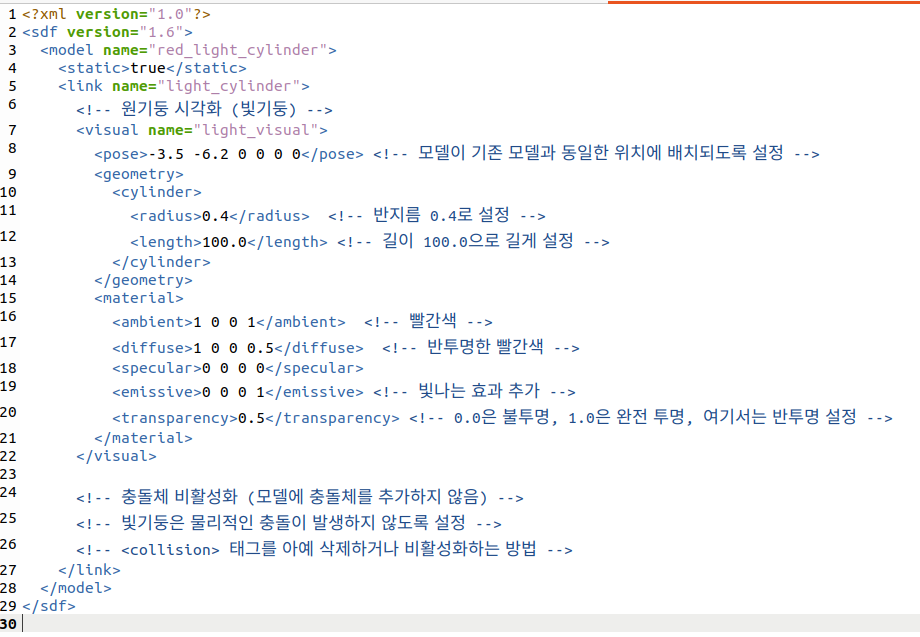 1 <?xml version="1.0"?>
2 <sdf version="1.6">
3   <model name="red_light_cylinder">
4     <static>true</static>
5     <link name="light_cylinder">
6       <!-- 원기둥 시각화 (빛기둥) -->
7       <visual name="light_visual">
8         <pose>-3.5 -6.2 0 0 0 0</pose> <!-- 모델이 기존 모델과 동일한 위치에 배치되도록 설정 -->
9         <geometry>
10           <cylinder>
11             <radius>0.4</radius>  <!-- 반지름 0.4로 설정 -->
12             <length>100.0</length> <!-- 길이 100.0으로 길게 설정 -->
13           </cylinder>
14         </geometry>
15         <material>
16           <ambient>1 0 0 1</ambient>  <!-- 빨간색 -->
17           <diffuse>1 0 0 0.5</diffuse>  <!-- 반투명한 빨간색 -->
18           <specular>0 0 0 0</specular>
19           <emissive>0 0 0 1</emissive> <!-- 빛나는 효과 추가 -->
20           <transparency>0.5</transparency> <!-- 0.0은 불투명, 1.0은 완전 투명, 여기서는 반투명 설정 -->
21         </material>
22       </visual>
23
24       <!-- 충돌체 비활성화 (모델에 충돌체를 추가하지 않음) -->
25       <!-- 빛기둥은 물리적인 충돌이 발생하지 않도록 설정 -->
26       <!-- <collision> 태그를 아예 삭제하거나 비활성화하는 방법 -->
27     </link>
28   </model>
29 </sdf>
30